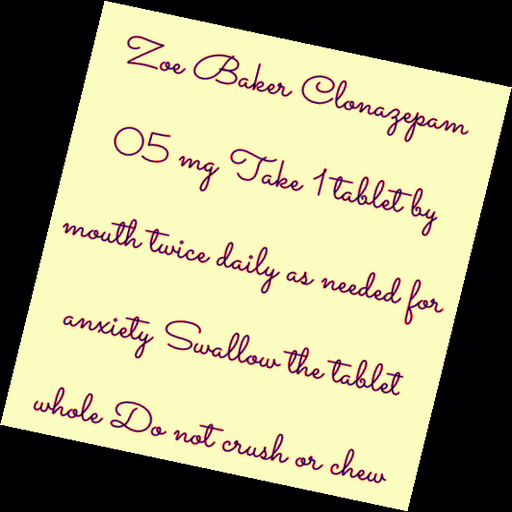 Zoe Baker Clonazepam
05 mg Take 1 tablet by
mouth twice daily as needed for
anxiety Swallow the tablet
whole Do not crush or chew